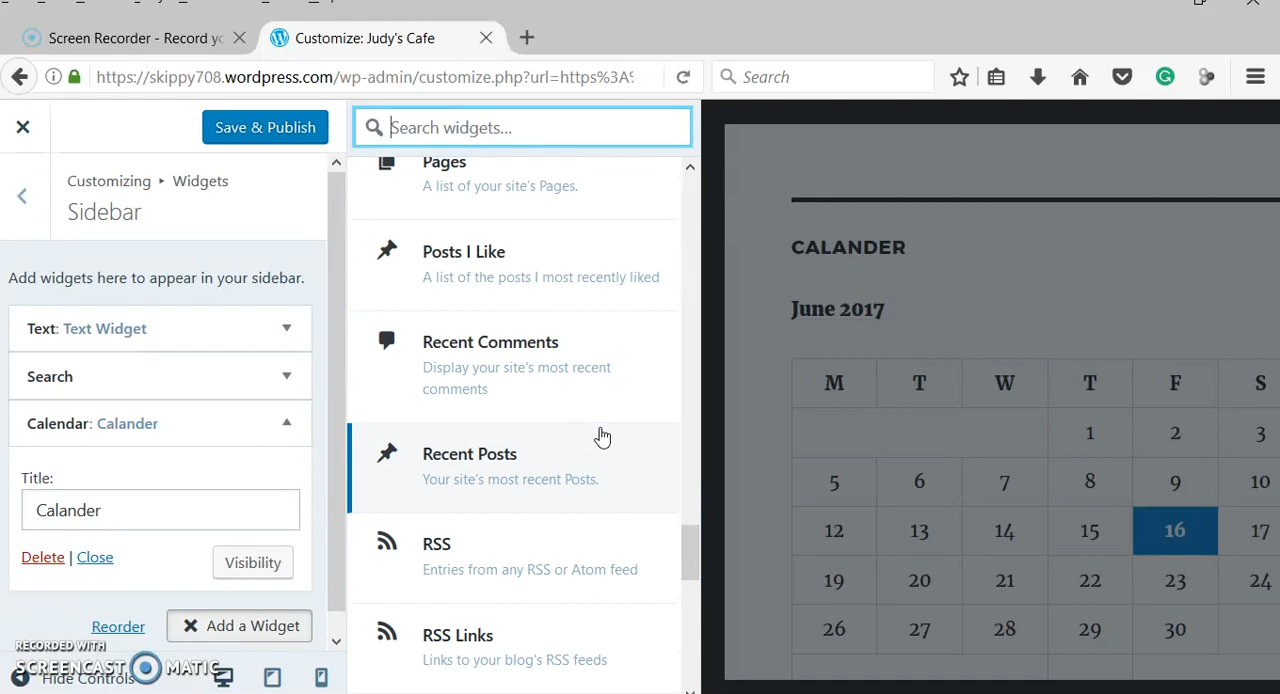 Screen Recorder - Record yo
Customize: Judy's Cafe
https://skippy708.wordpress.com/wp-admin/customize.php?url=https%3A%
Search
Save & Publish
Customizing ▸ Widgets
Sidebar
Add widgets here to appear in your sidebar.
Text: Text Widget
Search
Calendar: Calander
Title:
Calander
Delete | Close
Visibility
Reorder
Add a Widget
RECORDED WITH
SCREENCAST MATIC
Hide Controls
Search widgets...
Pages
A list of your site's Pages.
Posts I Like
A list of the posts I most recently liked
Recent Comments
Display your site's most recent
comments
Recent Posts
Your site's most recent Posts.
RSS
Entries from any RSS or Atom feed
RSS Links
Links to your blog's RSS feeds
CALANDER
June 2017
M T W T F S
1 2 3
5 6 7 8 9 10
12 13 14 15 16 17
19 20 21 22 23 24
26 27 28 29 30